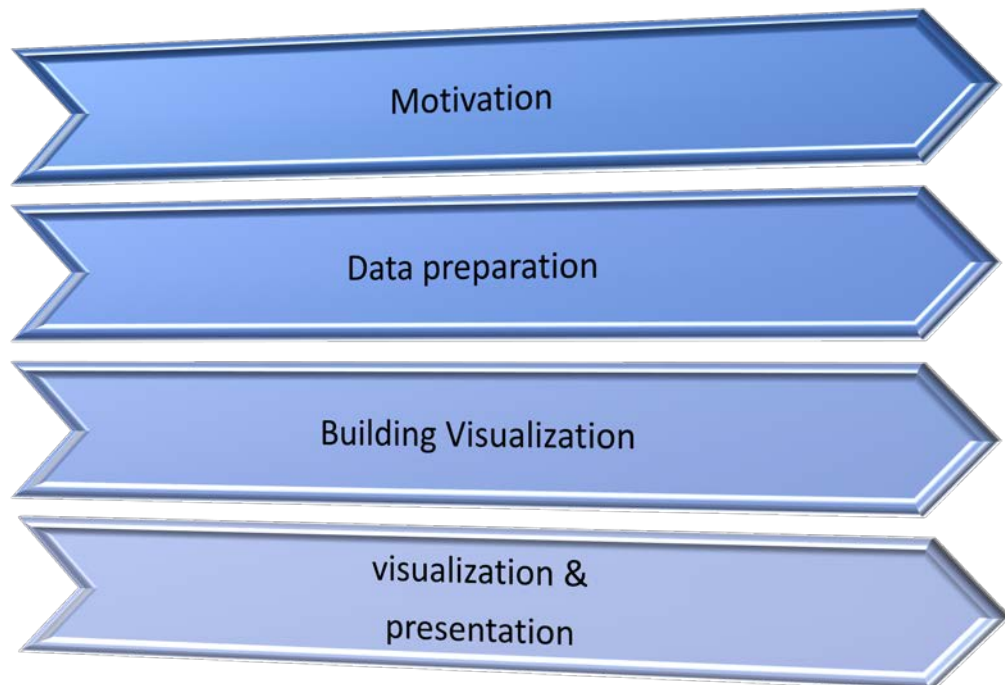 Motivation
Data preparation
Building Visualization
visualization &
presentation